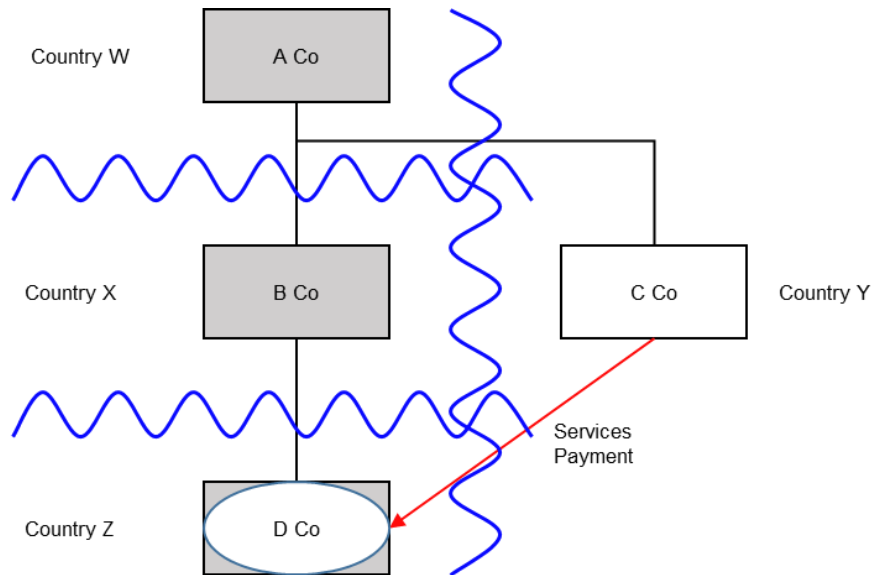 Country W
A Co
Country X
B Co
C Co
Country Y
Services
Payment
Country Z
D Co